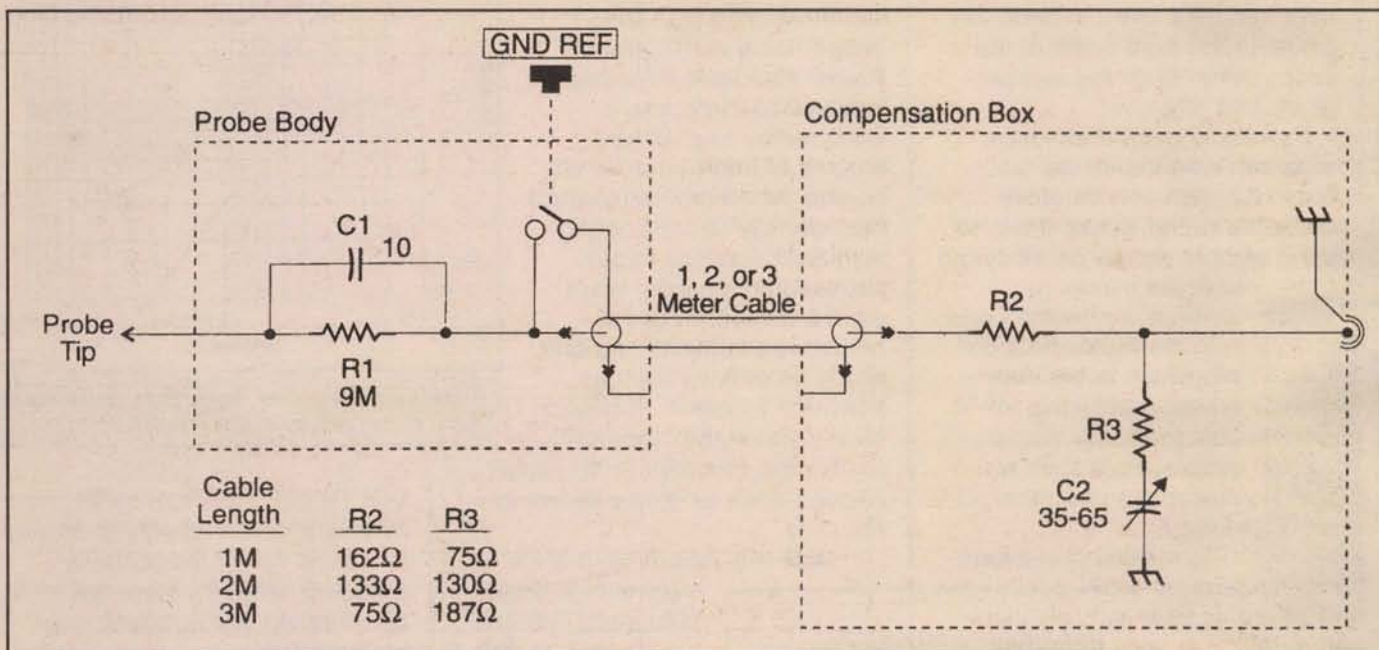 GND REF
Probe Body
Compensation Box
C1
10
1, 2, or 3
Meter Cable
R2
Probe
Tip
R1
9M
R3
C2
35-65
Cable
Length R2 R3
1M 162Ω 75Ω
2M 133Ω 130Ω
3M 75Ω 187Ω